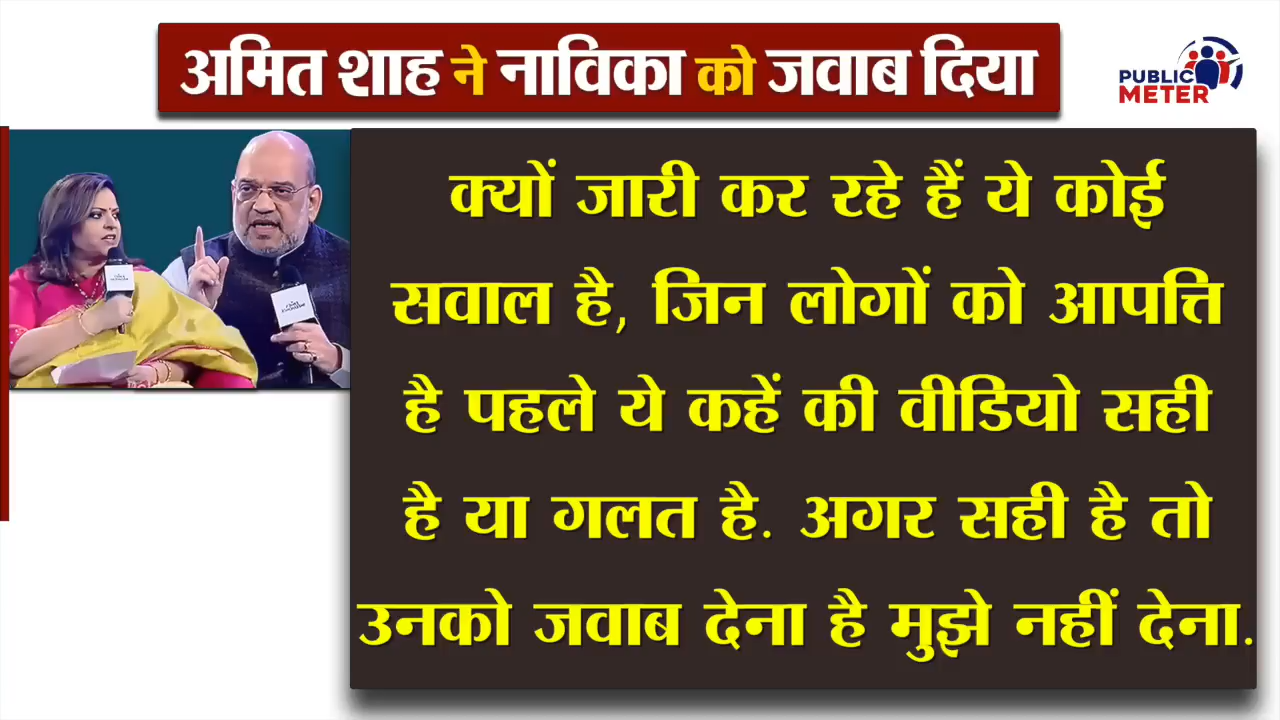 अमित शाह ने नाविका को जवाब दिया
PUBLIC
METER
क्यों जारी कर रहे हैं ये कोई
सवाल है, जिन लोगों को आपत्ति
है पहले ये कहें की वीडियो सही
है या गलत है. अगर सही है तो
उनको जवाब देना है मुझे नहीं देना.